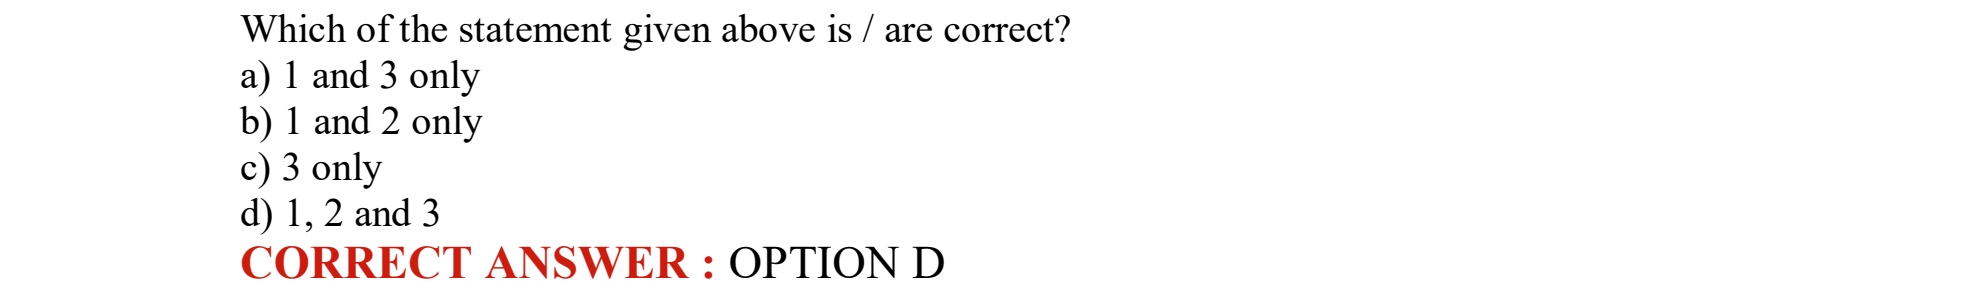 Which of the statement given above is / are correct?
a) 1 and 3 only
b) 1 and 2 only
c) 3 only
d) 1, 2 and 3
CORRECT ANSWER : OPTION D